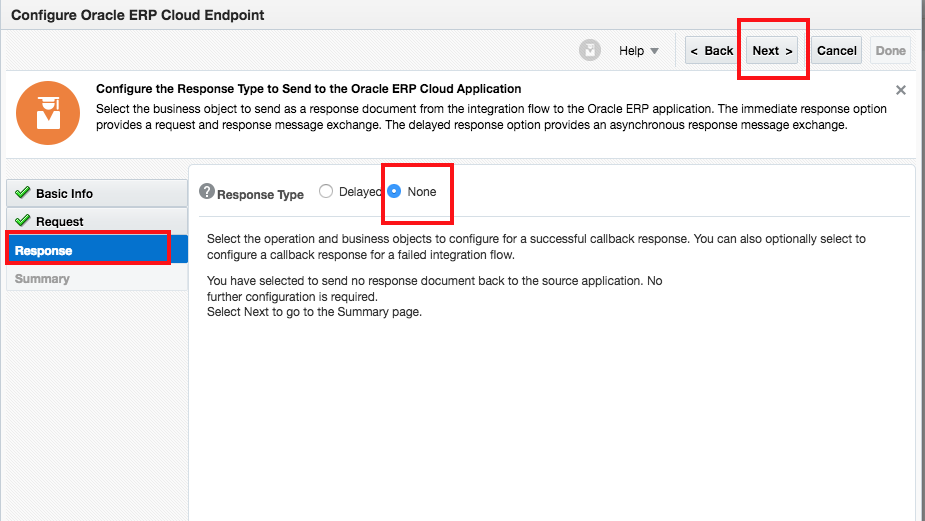 Configure Oracle ERP Cloud Endpoint
Help
< Back
Next >
Cancel
Done
Configure the Response Type to Send to the Oracle ERP Cloud Application
Select the business object to send as a response document from the integration flow to the Oracle ERP application. The immediate response option
provides a request and response message exchange. The delayed response option provides an asynchronous response message exchange.
Basic Info
Request
Response
Summary
? Response Type Delayed None
Select the operation and business objects to configure for a successful callback response. You can also optionally select to
configure a callback response for a failed integration flow.
You have selected to send no response document back to the source application. No
further configuration is required.
Select Next to go to the Summary page.